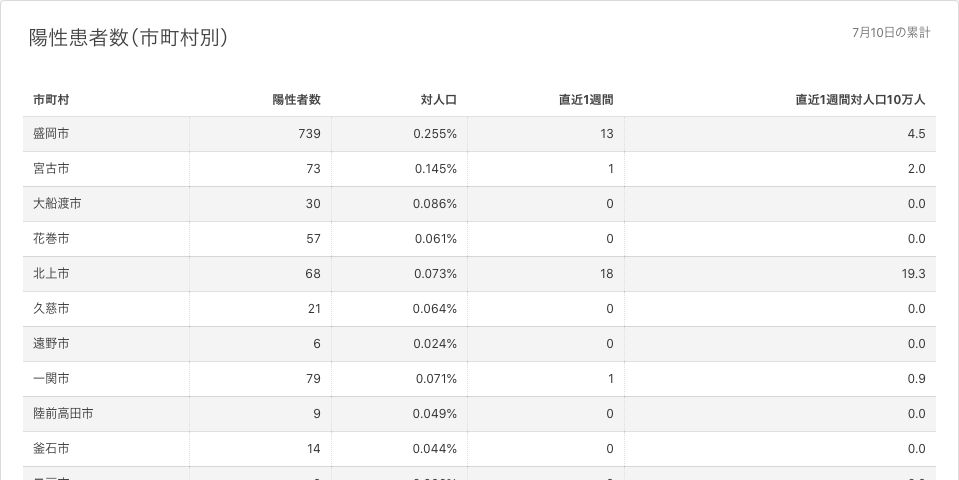 陽性患者数(市町村別)
7月10日の累計
市町村 陽性者数 対人口 直近1週間 直近1週間対人口10万人
盛岡市 739 0.255% 13 4.5
宮古市 73 0.145% 1 2.0
大船渡市 30 0.086% 0 0.0
花巻市 57 0.061% 0 0.0
北上市 68 0.073% 18 19.3
久慈市 21 0.064% 0 0.0
遠野市 6 0.024% 0 0.0
一関市 79 0.071% 1 0.9
陸前高田市 9 0.049% 0 0.0
釜石市 14 0.044% 0 0.0